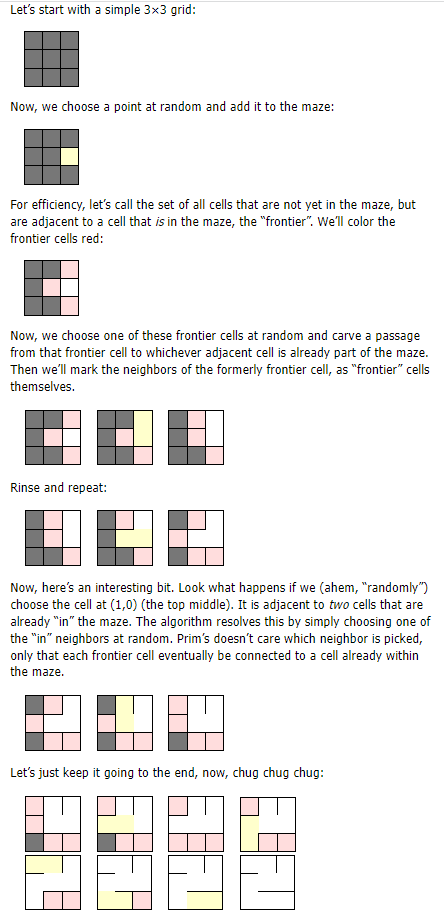 Let's start with a simple 3×3 grid:
Now, we choose a point at random and add it to the maze:
For efficiency, let's call the set of all cells that are not yet in the maze, but
are adjacent to a cell that is in the maze, the "frontier". We'll color the
frontier cells red:
Now, we choose one of these frontier cells at random and carve a passage
from that frontier cell to whichever adjacent cell is already part of the maze.
Then we'll mark the neighbors of the formerly frontier cell, as "frontier" cells
themselves.
Rinse and repeat:
Now, here's an interesting bit. Look what happens if we (ahem, "randomly")
choose the cell at (1,0) (the top middle). It is adjacent to two cells that are
already "in" the maze. The algorithm resolves this by simply choosing one of
the "in" neighbors at random. Prim's doesn't care which neighbor is picked,
only that each frontier cell eventually be connected to a cell already within
the maze.
Let's just keep it going to the end, now, chug chug chug: